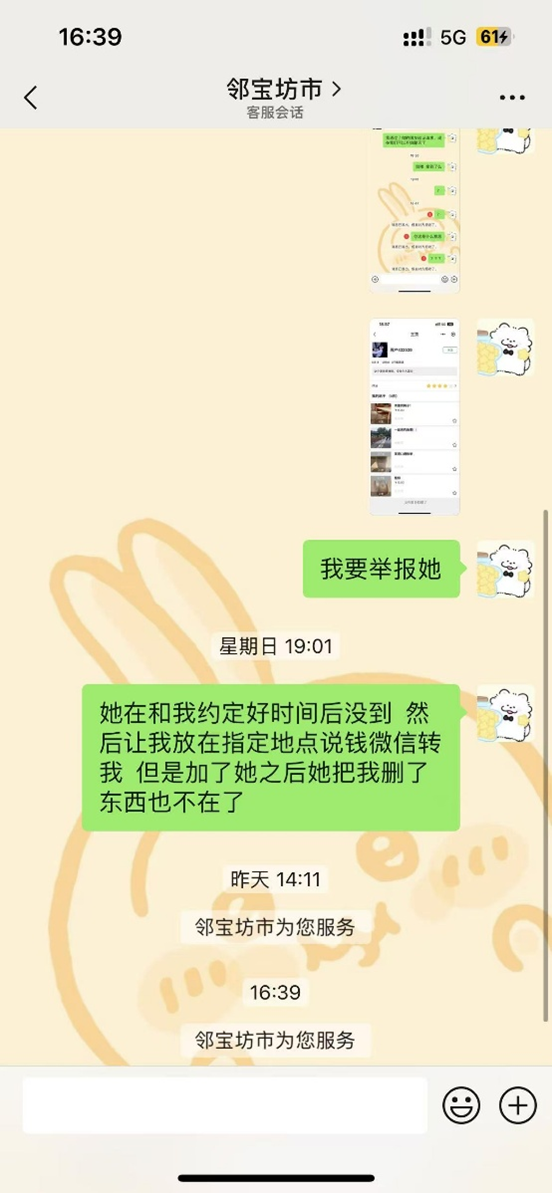 16:39
5G
61
邻宝坊市
客服会话
我要举报她
星期日 19:01
她在和我约定好时间后没到 然
后让我放在指定地点说钱微信转
我 但是加了她之后她把我删了
东西也不在了
昨天 14:11
邻宝坊市为您服务
16:39
邻宝坊市为您服务